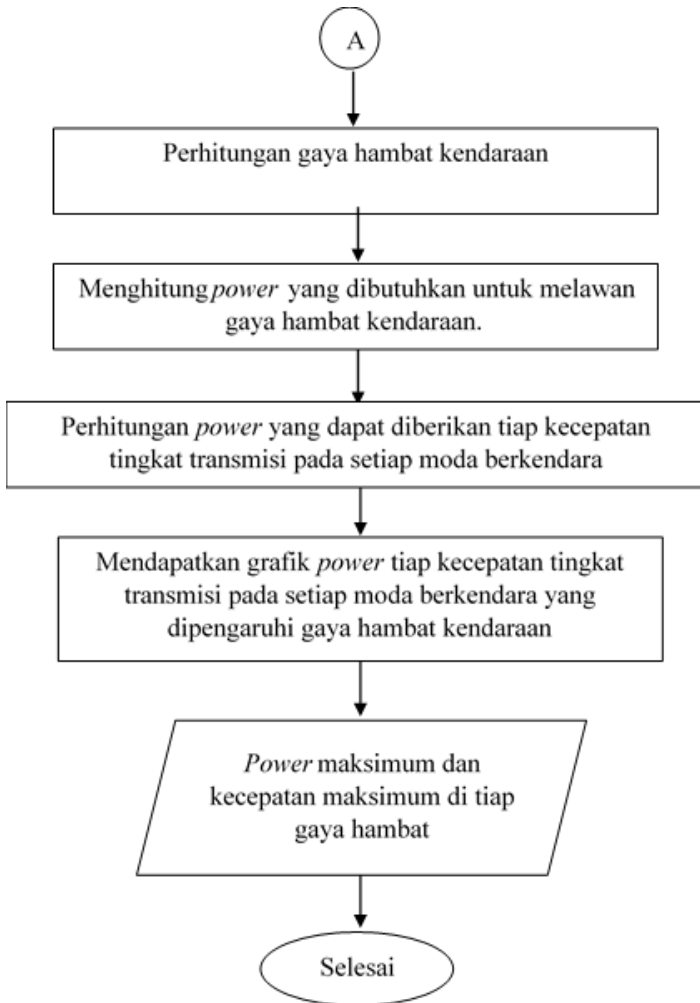 A
Perhitungan gaya hambat kendaraan
Menghitung power yang dibutuhkan untuk melawan
gaya hambat kendaraan.
Perhitungan power yang dapat diberikan tiap kecepatan
tingkat transmisi pada setiap moda berkendara
Mendapatkan grafik power tiap kecepatan tingkat
transmisi pada setiap moda berkendara yang
dipengaruhi gaya hambat kendaraan
Power maksimum dan
kecepatan maksimum di tiap
gaya hambat
Selesai